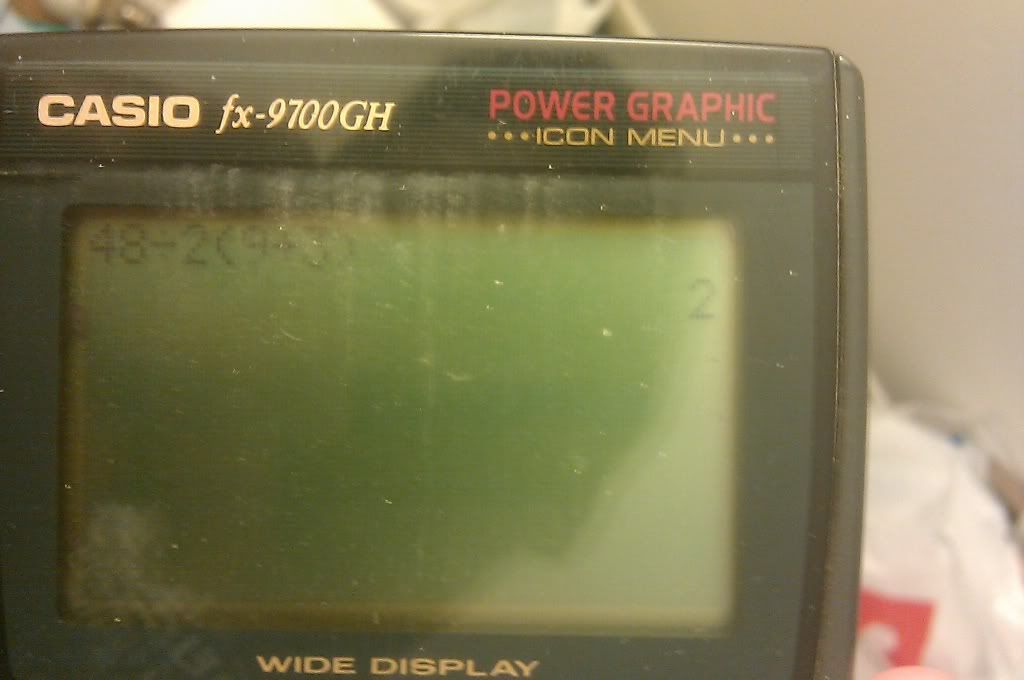 CASIO fx-9700GH
POWER GRAPHIC
•••ICON MENU•••
48÷2(9+3)
2
WIDE DISPLAY